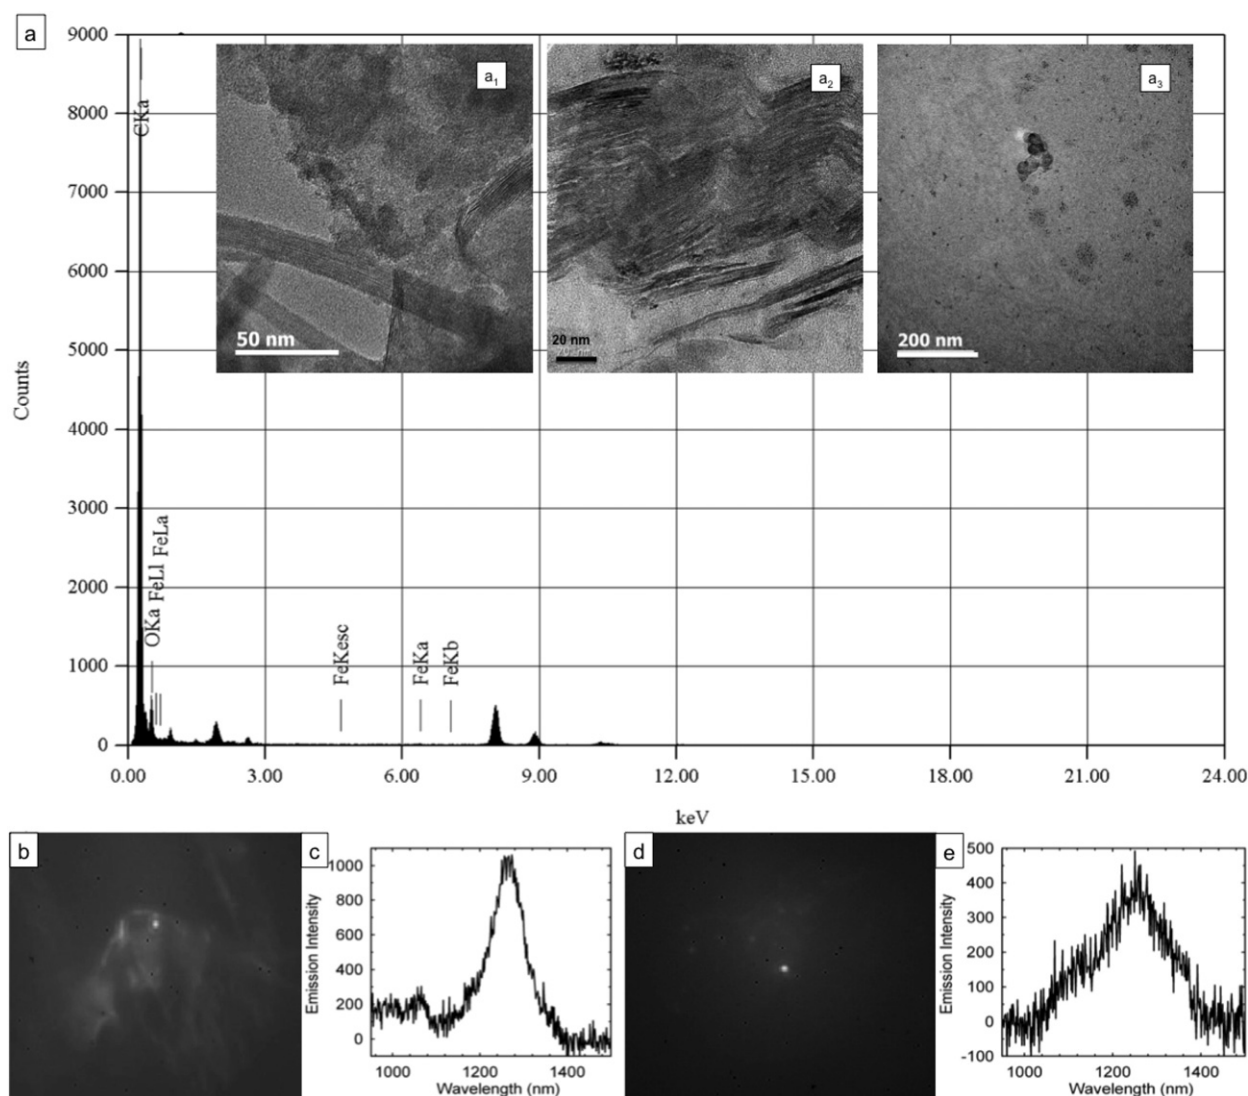 a
9000
8000
7000
6000
5000
4000
3000
2000
1000
0
Counts
CKa
OKa
FeLl
FeLa
FeKesc
FeKa
FeKb
a1
50 nm
a2
20 nm
a3
200 nm
0.00 3.00 6.00 9.00 12.00 15.00 18.00 21.00 24.00
keV
b
c
1000
800
600
400
200
0
Emission Intensity
1000 1200 1400
Wavelength (nm)
d
e
500
400
300
200
100
0
-100
Emission Intensity
1000 1200 1400
Wavelength (nm)